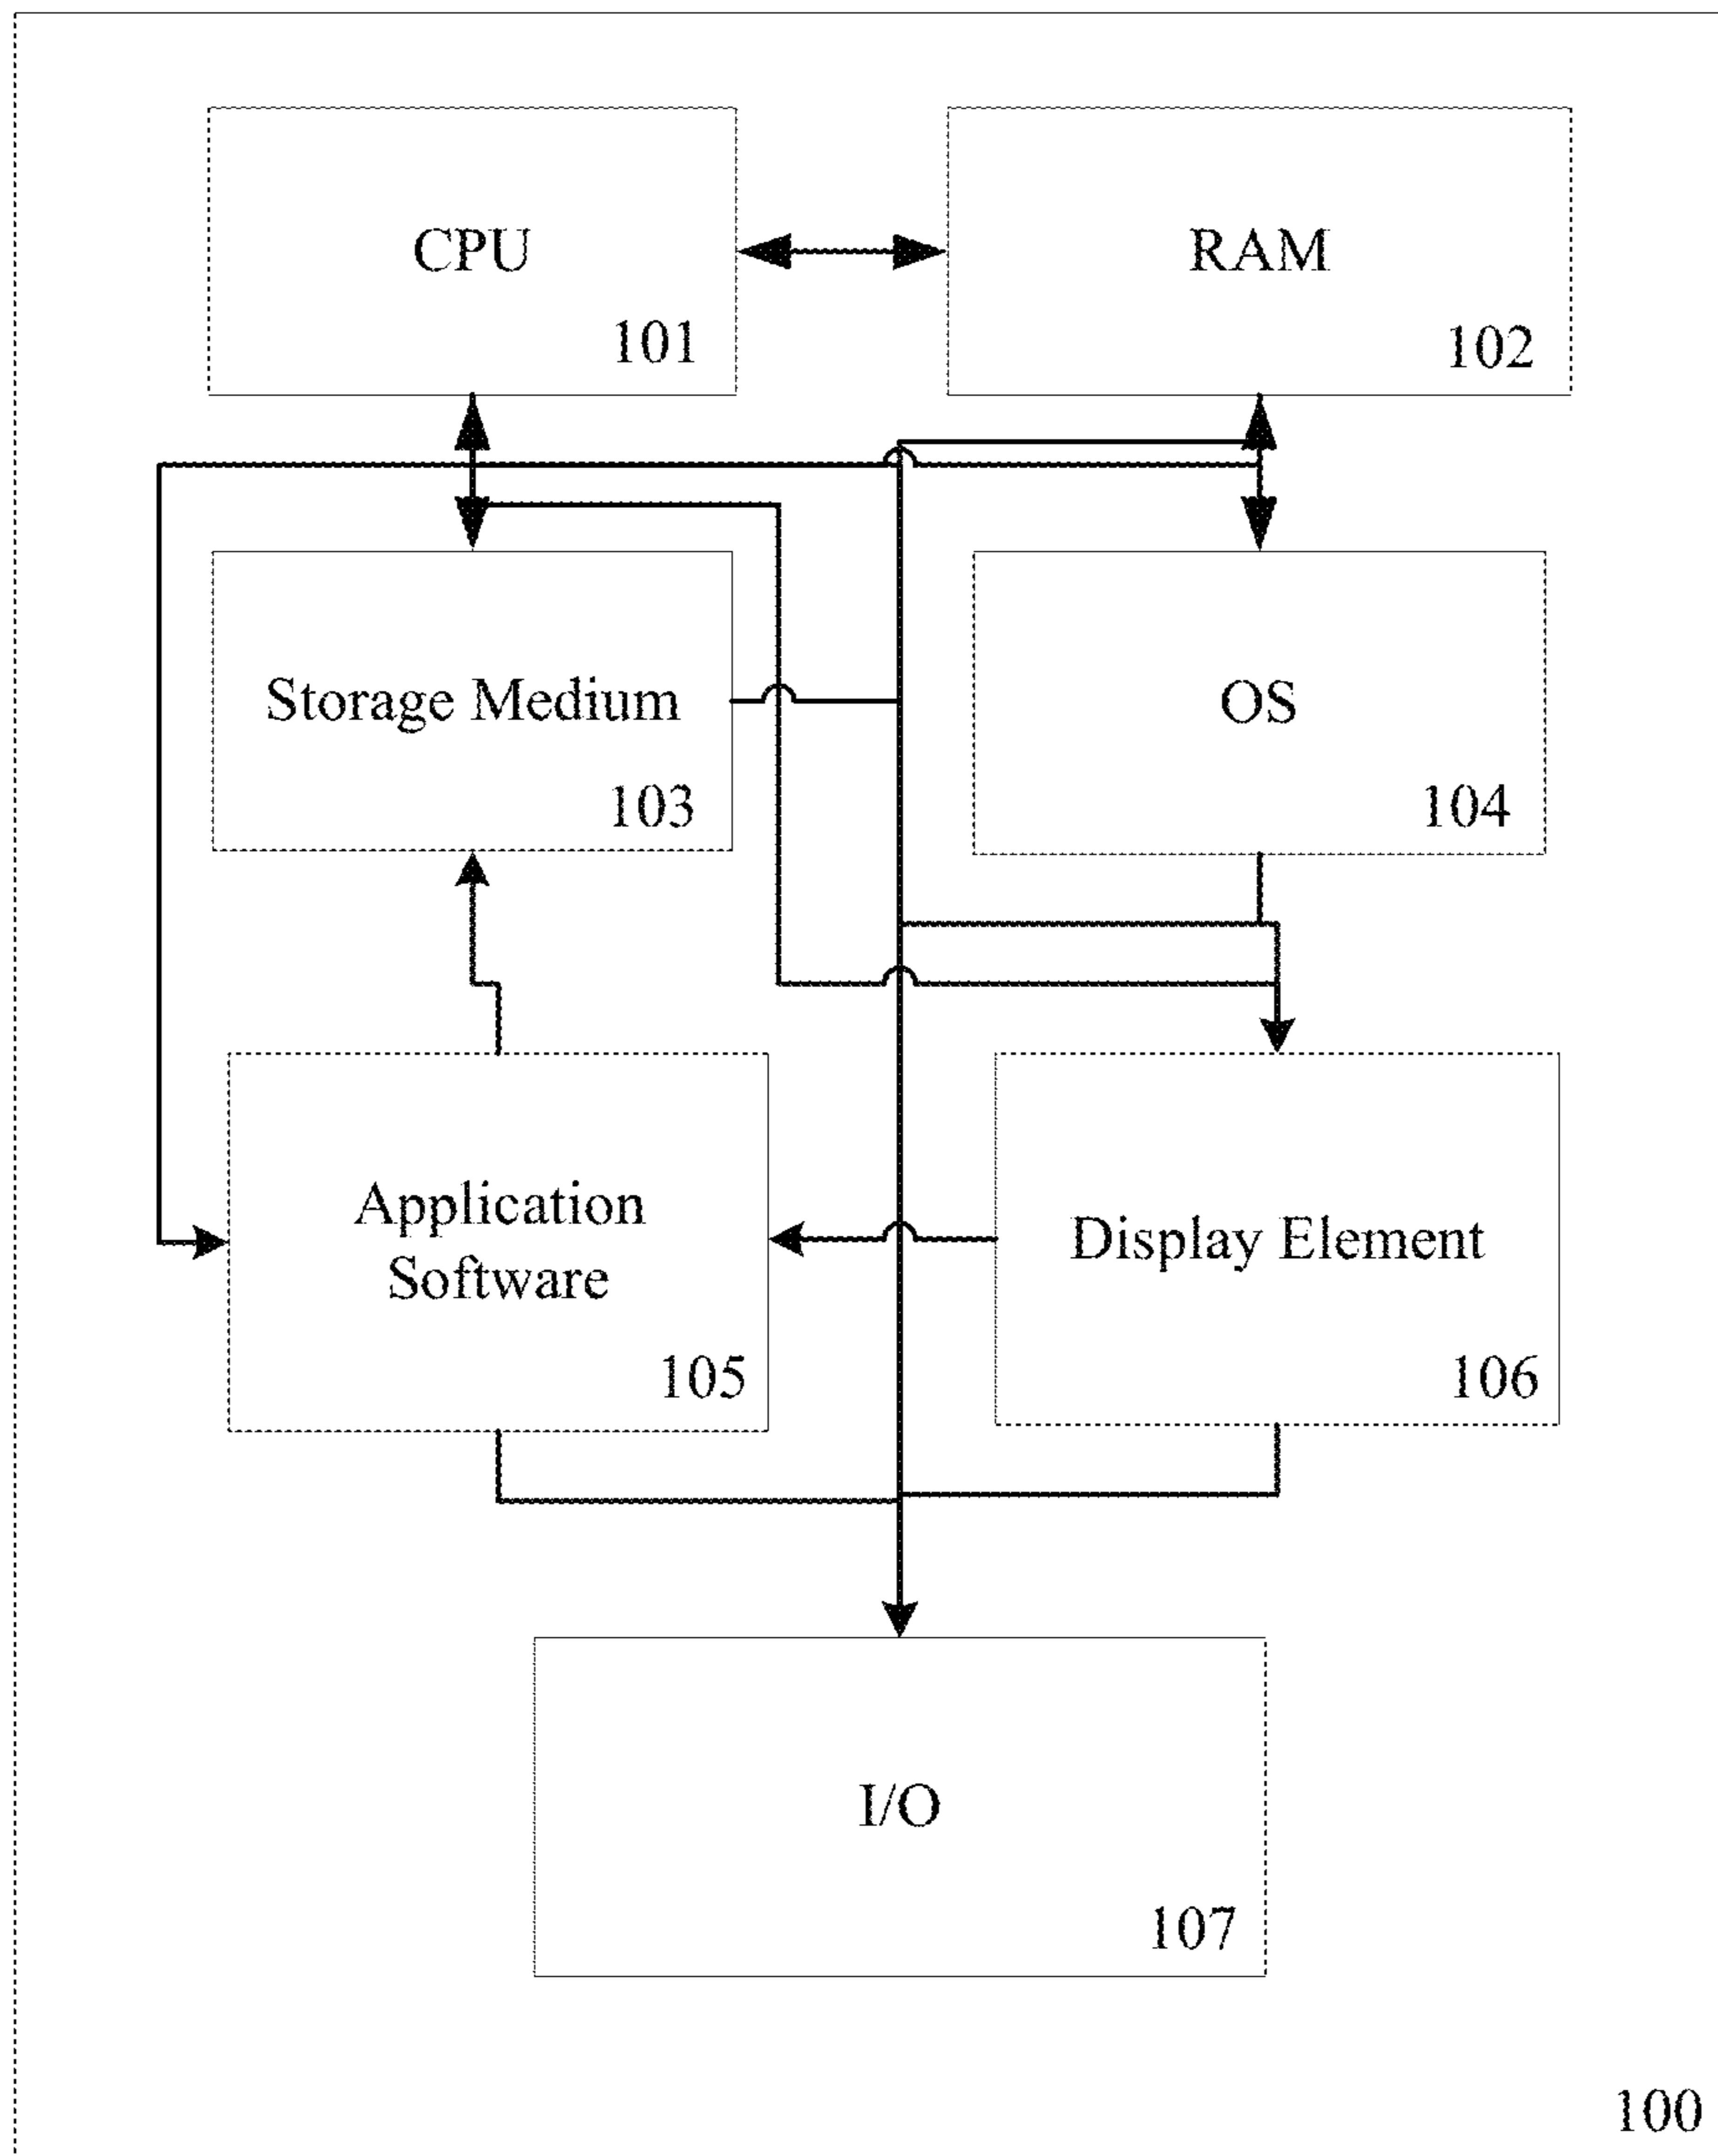 CPU
101
RAM
102
Storage Medium
103
OS
104
Application
Software
105
Display Element
106
I/O
107
100